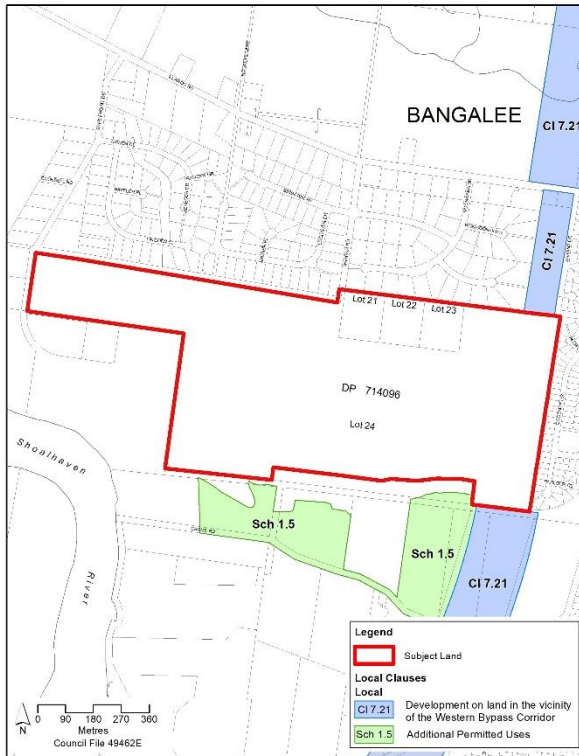 BANGALEE
Cl 7.21
Cl 7.21
Lot 21
Lot 22
Lot 23
DP 714096
Lot 24
Shoalhaven
River
Sch 1.5
Sch 1.5
Cl 7.21
Legend
Subject Land
Local Clauses
Local
Cl 7.21
Development on land in the vicinity
of the Western Bypass Corridor
Sch 1.5
Additional Permitted Uses
N
0 90 180 270 360
Metres
Council File 49462E